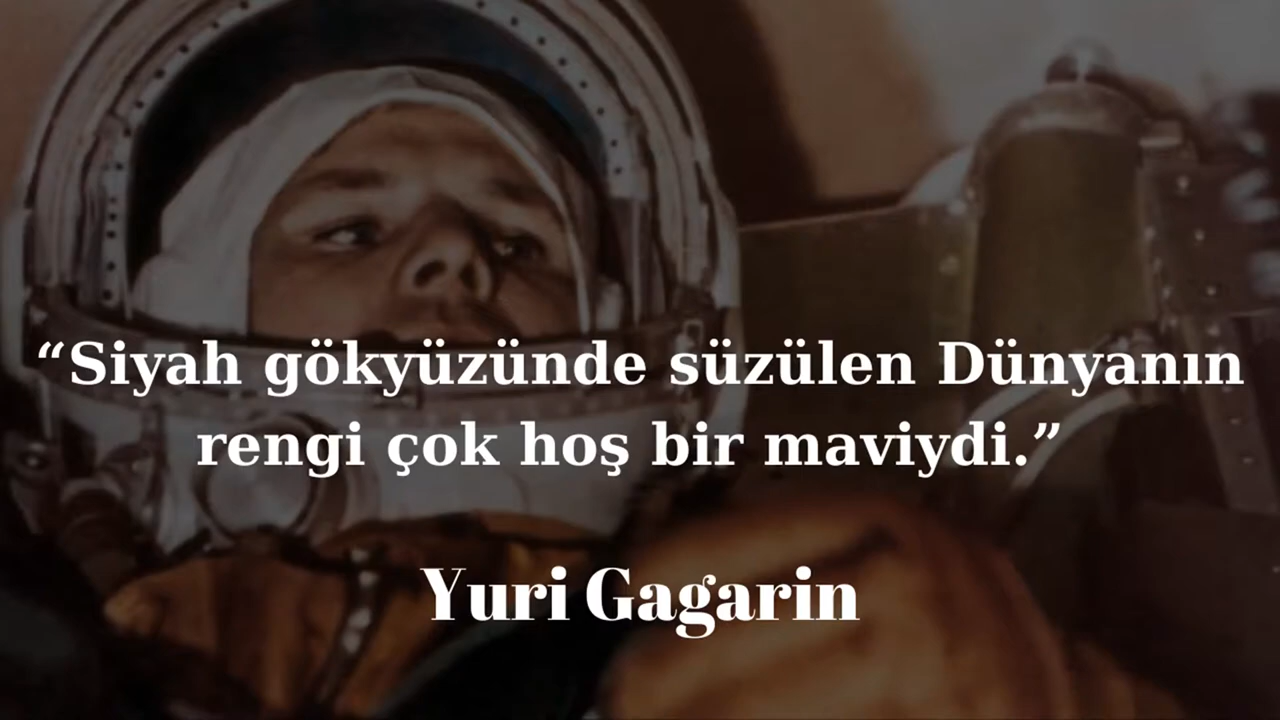 “Siyah gökyüzünde süzülen Dünyanın
rengi çok hoş bir maviydi.”
Yuri Gagarin